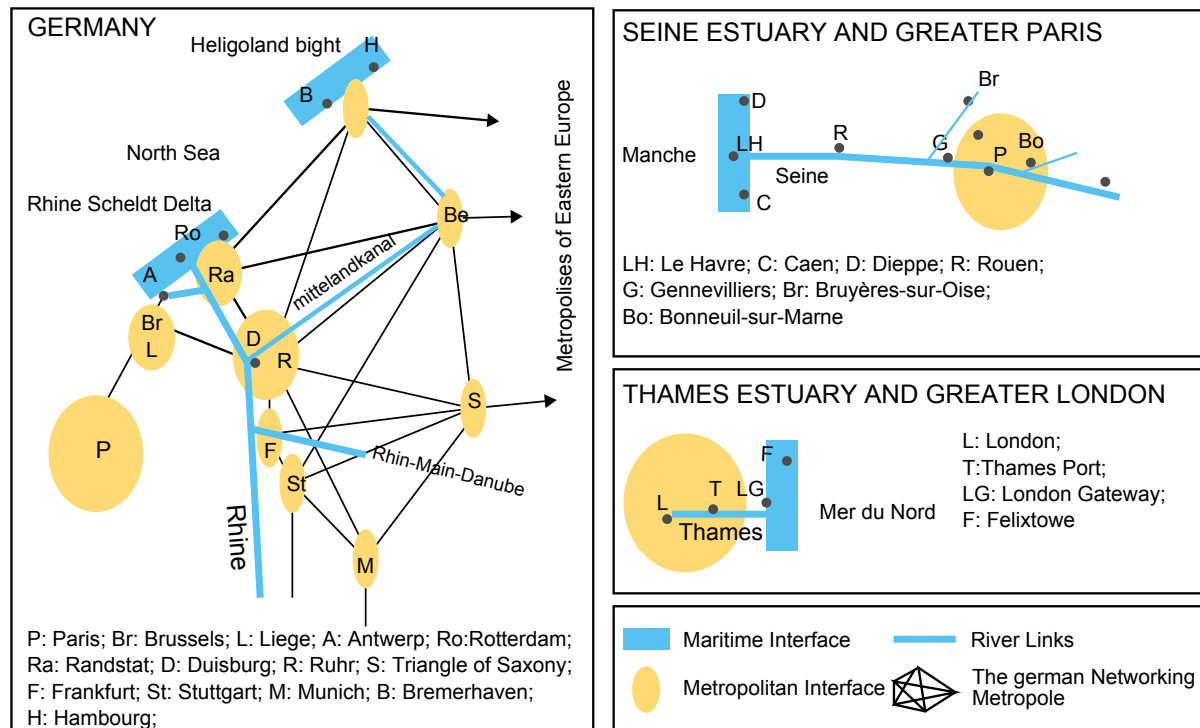 GERMANY
Heligoland bight
H
B
North Sea
Rhine Scheldt Delta
Ro
A
Ra
Be
mittelandkanal
Metropolises of Eastern Europe
Br
L
D
R
P
S
F
Rhin-Main-Danube
St
Rhine
M
P: Paris; Br: Brussels; L: Liege; A: Antwerp; Ro:Rotterdam;
Ra: Randstat; D: Duisburg; R: Ruhr; S: Triangle of Saxony;
F: Frankfurt; St: Stuttgart; M: Munich; B: Bremerhaven;
H: Hambourg;
SEINE ESTUARY AND GREATER PARIS
Br
D
R
LH
G
Bo
Manche
P
Seine
C
LH: Le Havre; C: Caen; D: Dieppe; R: Rouen;
G: Gennevilliers; Br: Bruyères-sur-Oise;
Bo: Bonneuil-sur-Marne
THAMES ESTUARY AND GREATER LONDON
F
T
LG
L
Thames
Mer du Nord
L: London;
T:Thames Port;
LG: London Gateway;
F: Felixtowe
Maritime Interface
River Links
Metropolitan Interface
The german Networking
Metropole